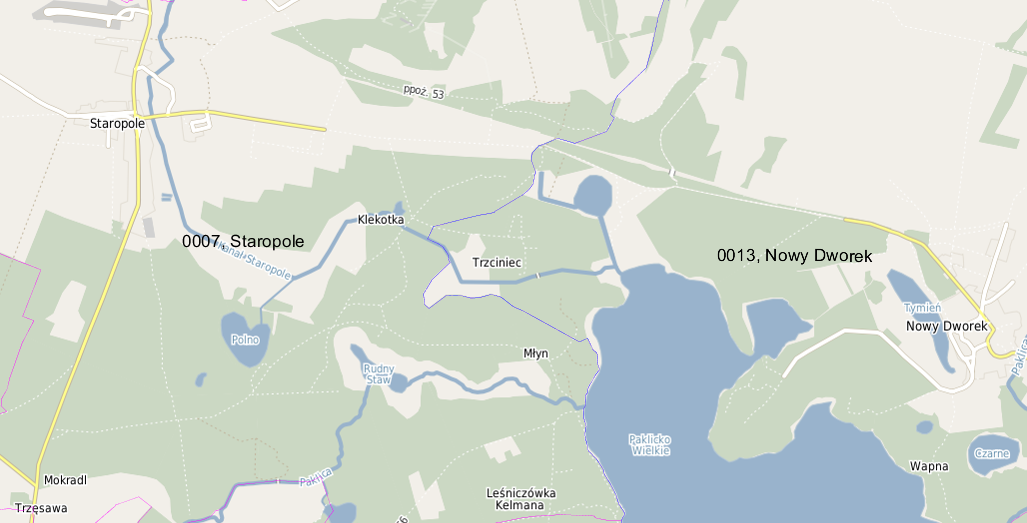 ppoż. 53
Staropole
Klekotka
0007, Staropole
Kanał Staropole
Trzciniec
0013, Nowy Dworek
Tymień
Nowy Dworek
Polno
Młyn
Rudny
Staw
Paklica
Paklicko
Wielkie
Czarne
Wapna
Mokradl
Paklica
Leśniczówka
Kelmana
Trzęsawa